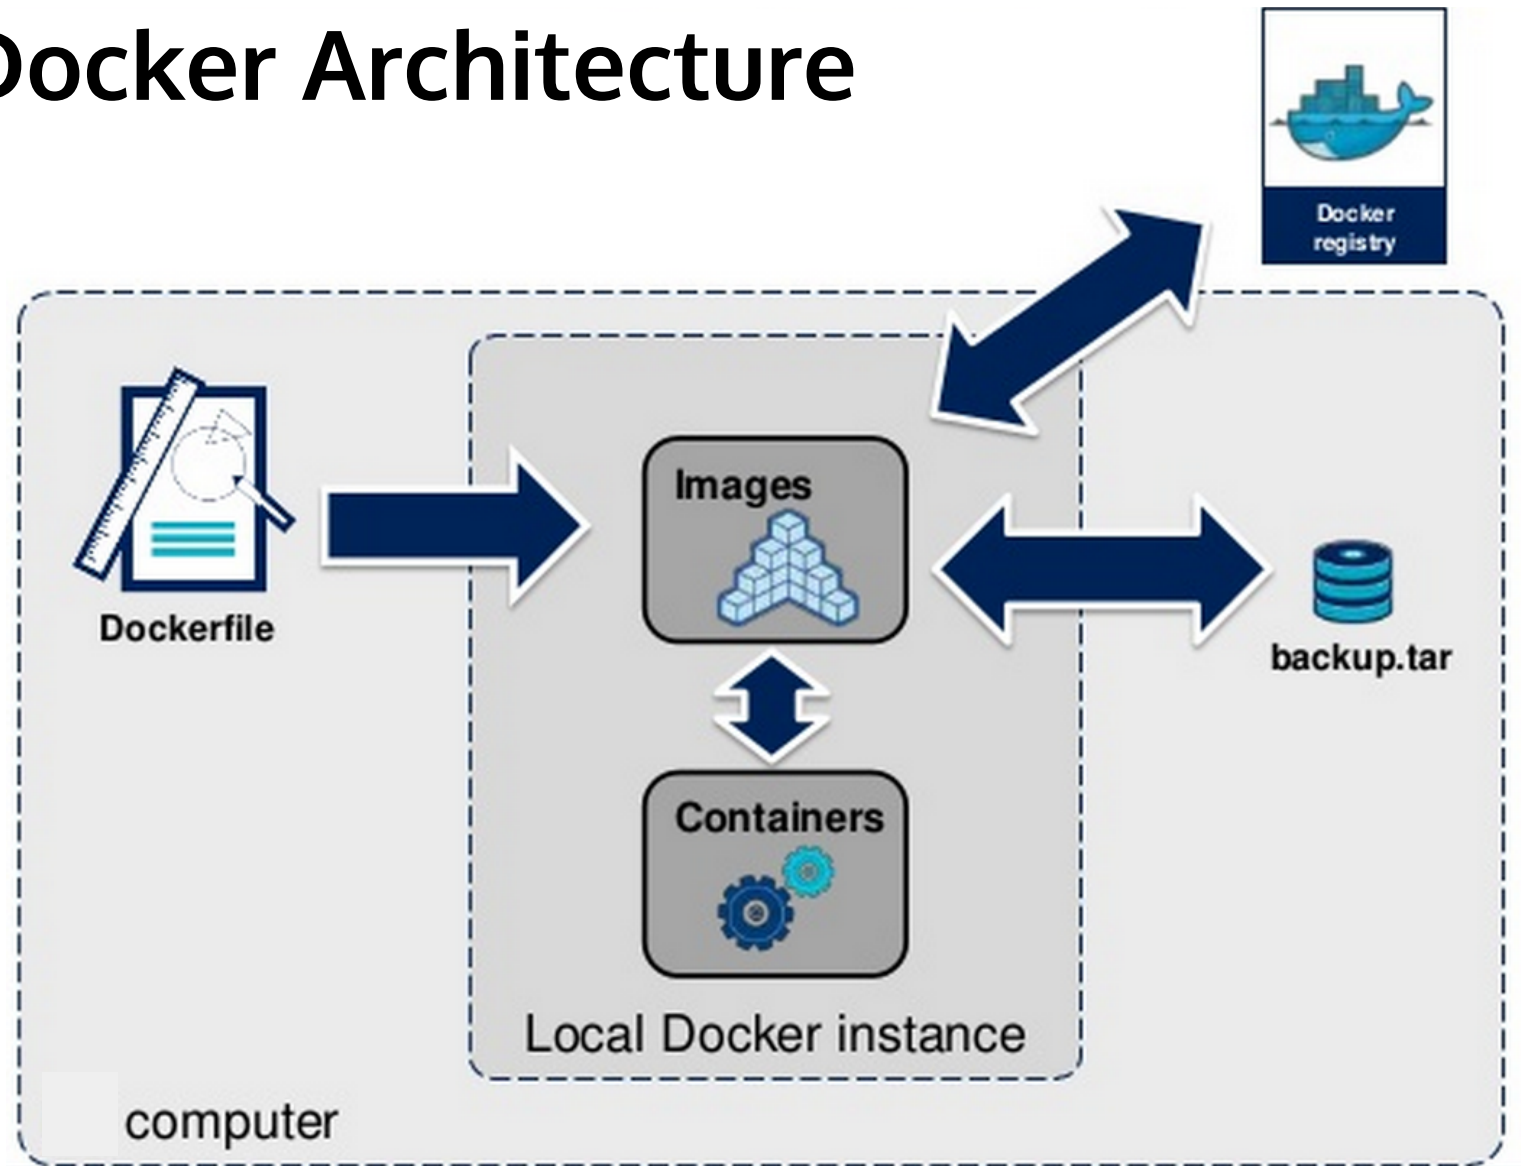 Docker Architecture
Docker
registry
Images
Dockerfile
backup.tar
Containers
Local Docker instance
computer